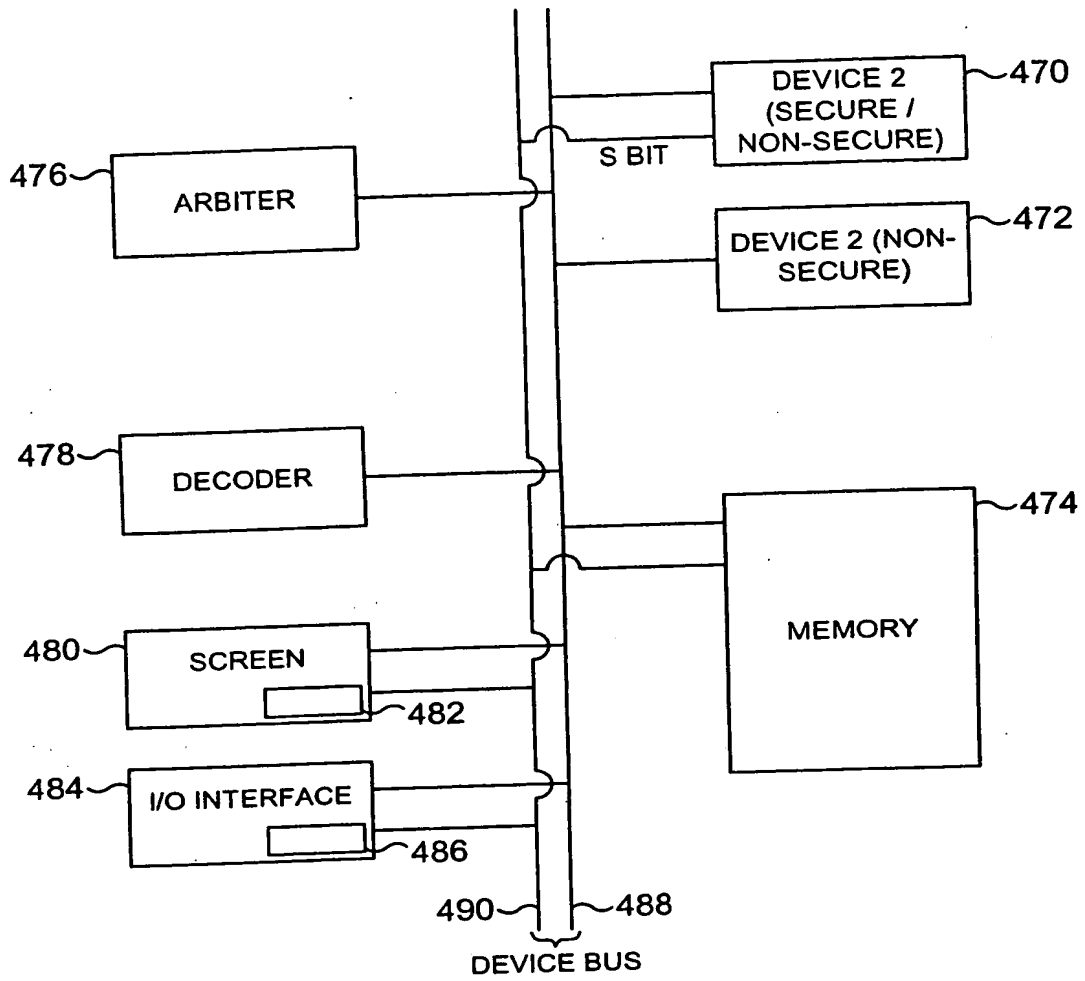 DEVICE 2
(SECURE /
NON-SECURE)
470
S BIT
476
ARBITER
DEVICE 2 (NON-
SECURE)
472
478
DECODER
474
MEMORY
480
SCREEN
482
484
I/O INTERFACE
486
490
488
DEVICE BUS